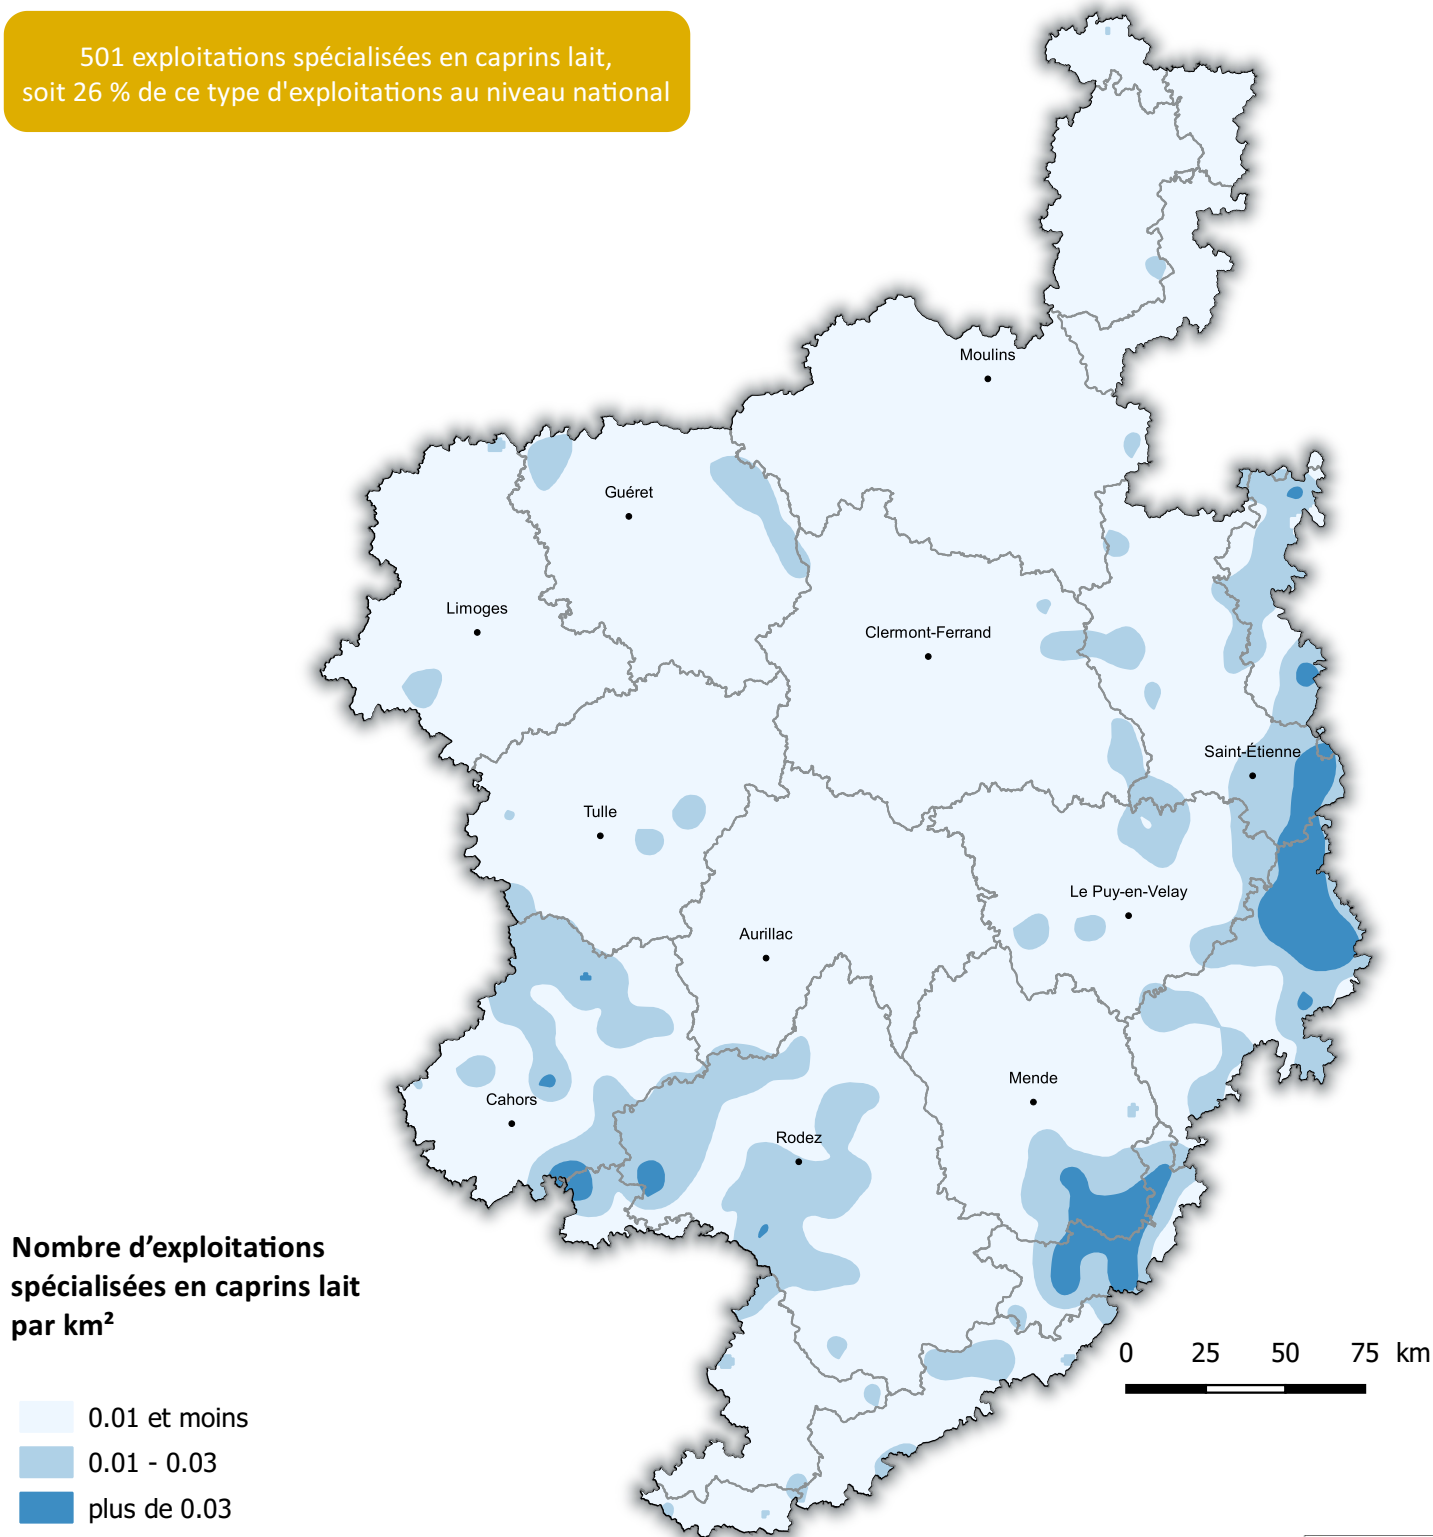 501 exploitations spécialisées en caprins lait,
soit 26 % de ce type d'exploitations au niveau national
Moulins
Guéret
Limoges
Clermont-Ferrand
Saint-Étienne
Tulle
Le Puy-en-Velay
Aurillac
Mende
Cahors
Rodez
Nombre d’exploitations
spécialisées en caprins lait
par km²
0.01 et moins
0.01 - 0.03
plus de 0.03
0 25 50 75 km